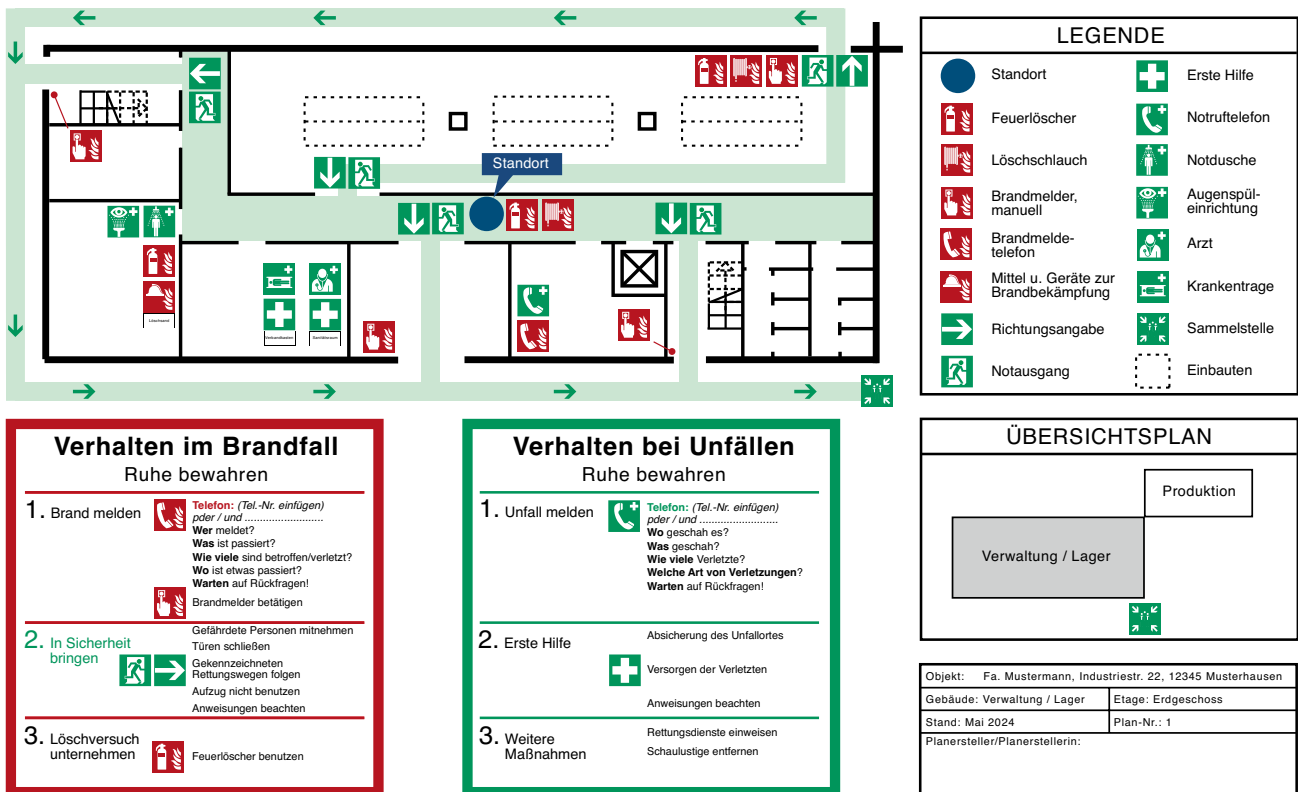 Standort
Löschsand
Verbandkasten
Sanitätsraum
LEGENDE
Standort
Feuerlöscher
Löschschlauch
Brandmelder,
manuell
Brandmelde-
telefon
Mittel u. Geräte zur
Brandbekämpfung
Richtungsangabe
Notausgang
Erste Hilfe
Notruftelefon
Notdusche
Augenspül-
einrichtung
Arzt
Krankentrage
Sammelstelle
Einbauten
Verhalten im Brandfall
Ruhe bewahren
1. Brand melden
Telefon: (Tel.-Nr. einfügen)
pder / und ........................
Wer meldet?
Was ist passiert?
Wie viele sind betroffen/verletzt?
Wo ist etwas passiert?
Warten auf Rückfragen!
Brandmelder betätigen
2. In Sicherheit
bringen
Gefährdete Personen mitnehmen
Türen schließen
Gekennzeichneten
Rettungswegen folgen
Aufzug nicht benutzen
Anweisungen beachten
3. Löschversuch
unternehmen
Feuerlöscher benutzen
Verhalten bei Unfällen
Ruhe bewahren
1. Unfall melden
Telefon: (Tel.-Nr. einfügen)
pder / und ........................
Wo geschah es?
Was geschah?
Wie viele Verletzte?
Welche Art von Verletzungen?
Warten auf Rückfragen!
2. Erste Hilfe
Absicherung des Unfallortes
Versorgen der Verletzten
Anweisungen beachten
3. Weitere
Maßnahmen
Rettungsdienste einweisen
Schaulustige entfernen
ÜBERSICHTSPLAN
Produktion
Verwaltung / Lager
Objekt: Fa. Mustermann, Industriestr. 22, 12345 Musterhausen
Gebäude: Verwaltung / Lager
Etage: Erdgeschoss
Stand: Mai 2024
Plan-Nr.: 1
Planersteller/Planerstellerin: